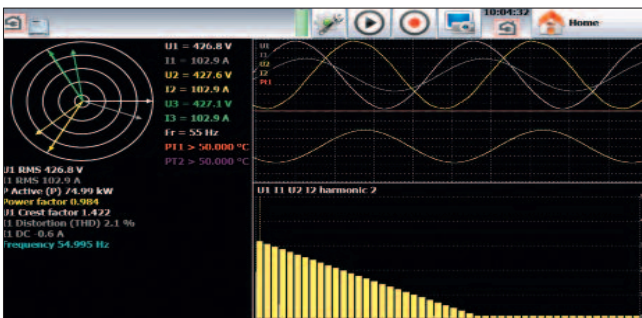 10:04:32
Home
U1 = 426.8 V
I1 = 102.9 A
U2 = 427.6 V
I2 = 102.9 A
U3 = 427.1 V
I3 = 102.9 A
Fr = 55 Hz
PT1 > 50.000 °C
PT2 > 50.000 °C
U1
I1
U2
I2
Pt1
U1 RMS 426.8 V
I1 RMS 102.9 A
P Active (P) 74.99 kW
Power factor 0.984
U1 Crest factor 1.422
I1 Distortion (THD) 2.1 %
I1 DC -0.6 A
Frequency 54.995 Hz
U1 I1 U2 I2 harmonic 2